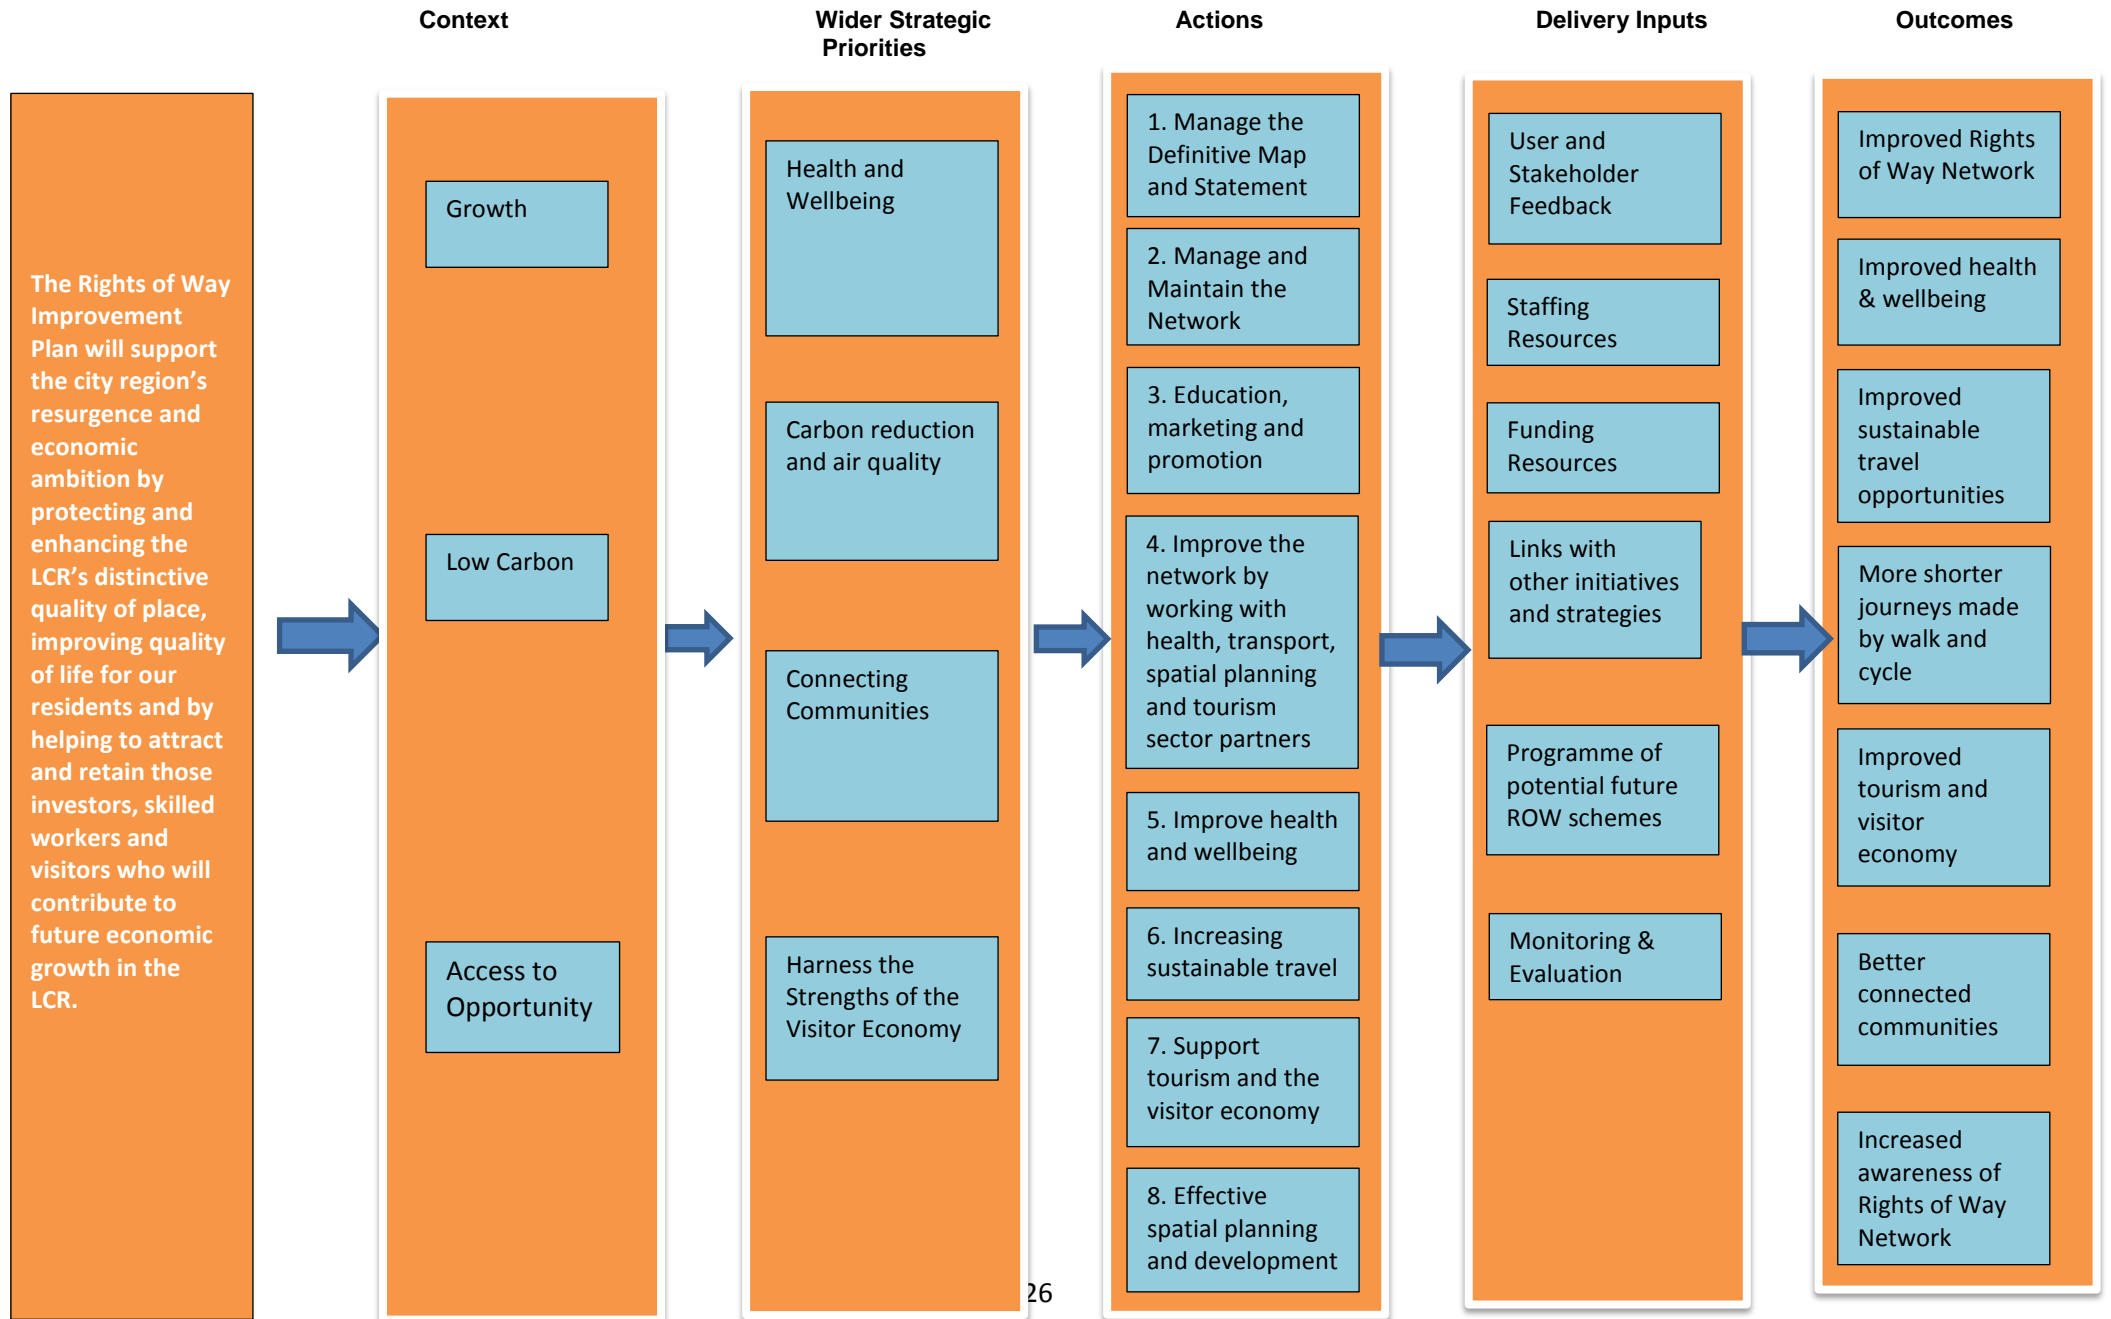 Context
Wider Strategic
Priorities
Actions
Delivery Inputs
Outcomes
The Rights of Way
Improvement
Plan will support
the city region’s
resurgence and
economic
ambition by
protecting and
enhancing the
LCR’s distinctive
quality of place,
improving quality
of life for our
residents and by
helping to attract
and retain those
investors, skilled
workers and
visitors who will
contribute to
future economic
growth in the
LCR.
Growth
Low Carbon
Access to
Opportunity
Health and
Wellbeing
Carbon reduction
and air quality
Connecting
Communities
Harness the
Strengths of the
Visitor Economy
1. Manage the
Definitive Map
and Statement
2. Manage and
Maintain the
Network
3. Education,
marketing and
promotion
4. Improve the
network by
working with
health, transport,
spatial planning
and tourism
sector partners
5. Improve health
and wellbeing
6. Increasing
sustainable travel
7. Support
tourism and the
visitor economy
8. Effective
spatial planning
and development
User and
Stakeholder
Feedback
Staffing
Resources
Funding
Resources
Links with
other initiatives
and strategies
Programme of
potential future
ROW schemes
Monitoring &
Evaluation
Improved Rights
of Way Network
Improved health
& wellbeing
Improved
sustainable
travel
opportunities
More shorter
journeys made
by walk and
cycle
Improved
tourism and
visitor
economy
Better
connected
communities
Increased
awareness of
Rights of Way
Network
26